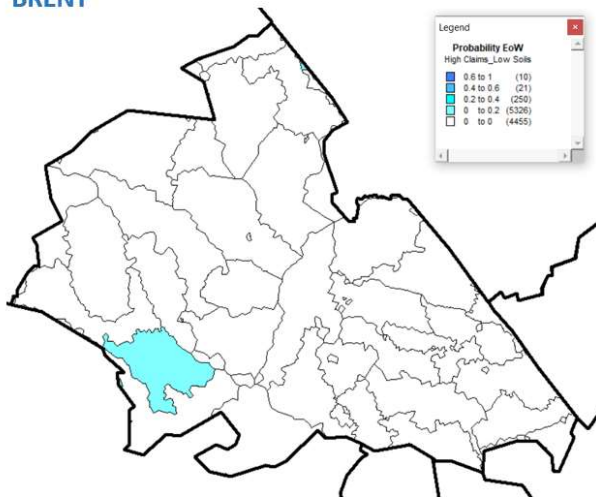 BRENT
Legend
Probability EoW
High Claims_Low Soils
0.6 to 1 (10)
0.4 to 0.6 (21)
0.2 to 0.4 (250)
0 to 0.2 (5326)
0 to 0 (4455)